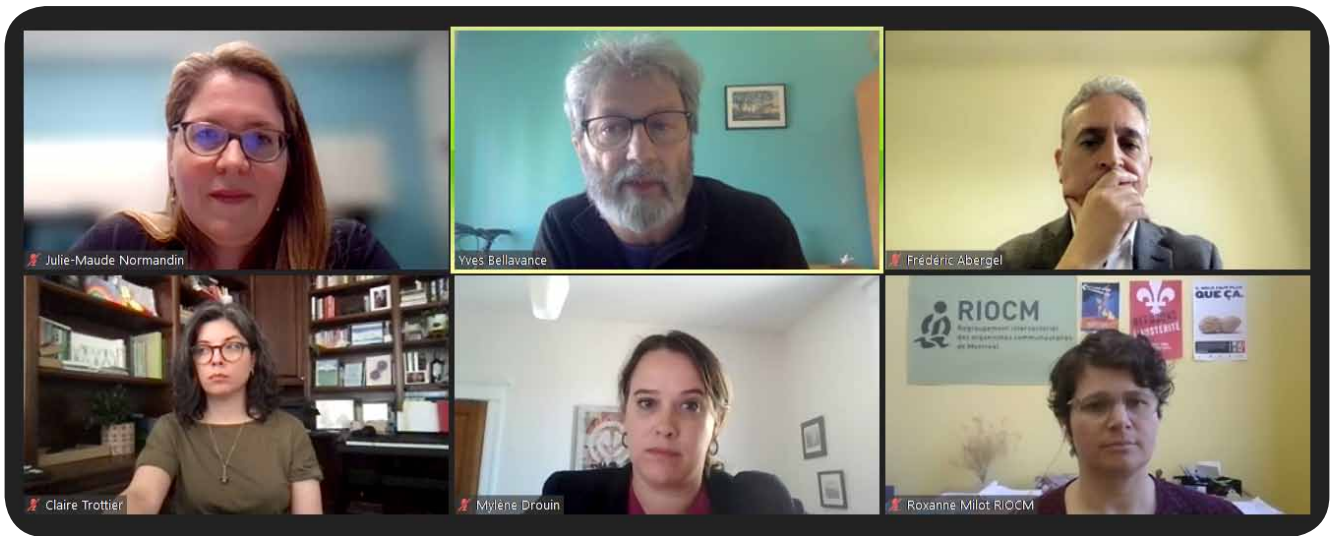 Julie-Maude Normandin
Yves Bellavance
Frédéric Abergel
RIOCM
Regroupement intersectoriel
des organismes communautaires
de Montréal
QUE ÇA.
Claire Trottier
Mylène Drouin
Roxanne Milot RIOCM